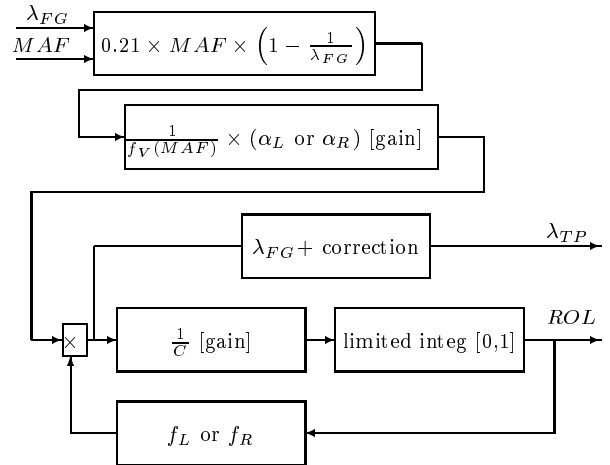 λ_FG
MAF
0.21 × MAF × (1 − 1/λ_FG)
1/f_V(MAF) × (α_L or α_R) [gain]
λ_FG + correction
λ_TP
×
1/C [gain]
limited integ [0,1]
ROL
f_L or f_R